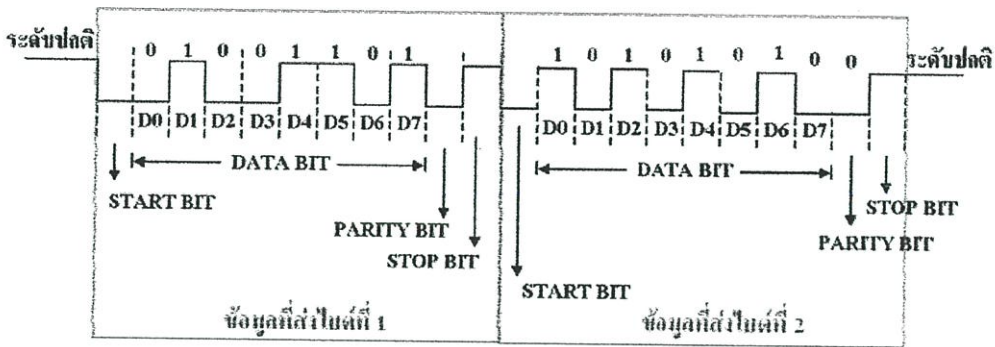 ระดับปกติ
0 1 0 0 1 1 0 1
1 0 1 0 1 0 1 0 0
ระดับปกติ
D0 D1 D2 D3 D4 D5 D6 D7
D0 D1 D2 D3 D4 D5 D6 D7
DATA BIT
DATA BIT
START BIT
STOP BIT
PARITY BIT
PARITY BIT
STOP BIT
START BIT
ข้อมูลที่ส่งไบต์ที่ 1
ข้อมูลที่ส่งไบต์ที่ 2